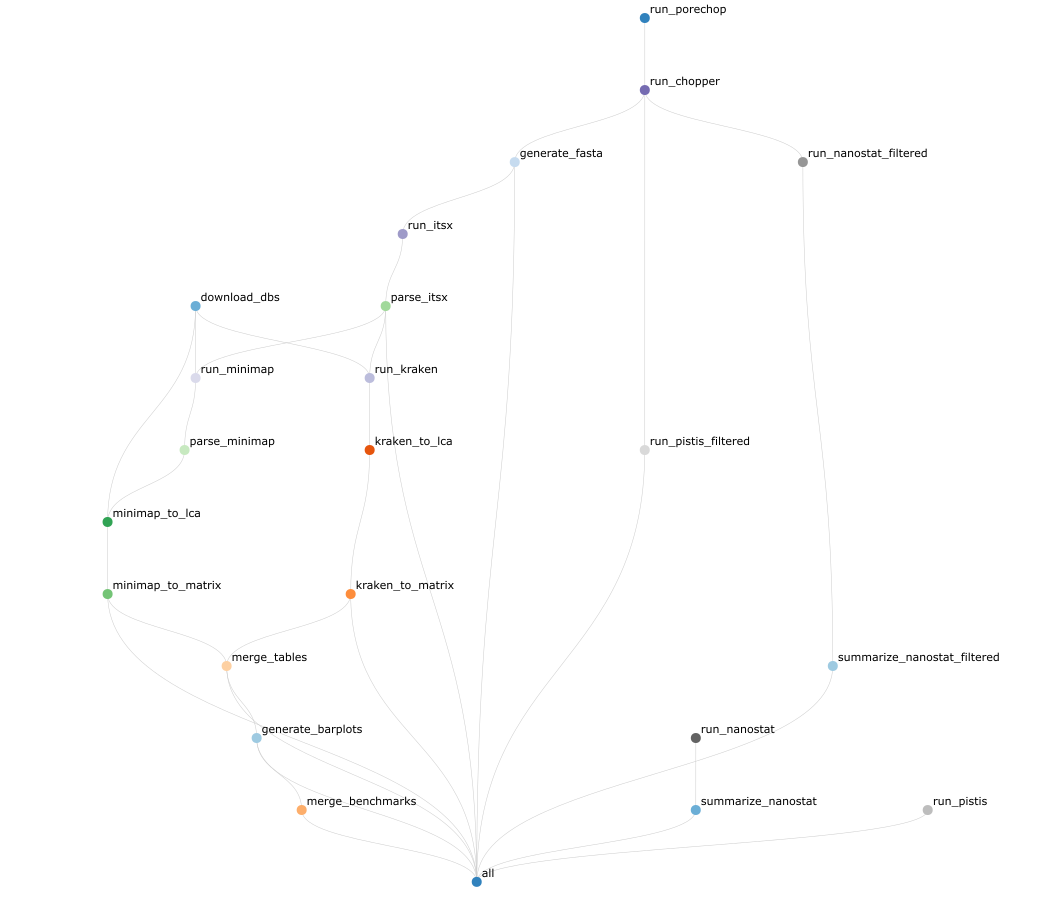 run_porechop
run_chopper
generate_fasta
run_nanostat_filtered
run_itsx
download_dbs
parse_itsx
run_minimap
run_kraken
parse_minimap
kraken_to_lca
run_pistis_filtered
minimap_to_lca
minimap_to_matrix
kraken_to_matrix
merge_tables
summarize_nanostat_filtered
generate_barplots
run_nanostat
merge_benchmarks
summarize_nanostat
run_pistis
all